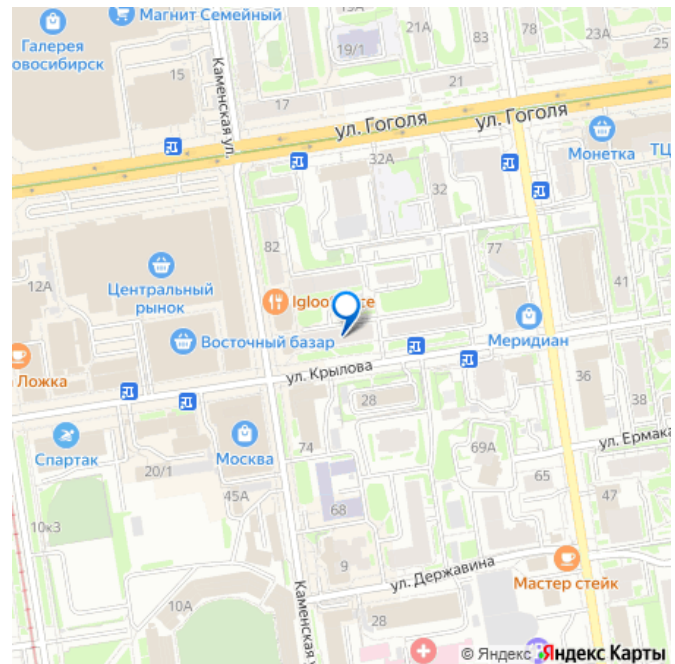 Магнит Семейный
Галерея
овосибирск
15
Каменская ул.
17
19/1
21А
83
23А
25
21
ул. Гоголя
ул. Гоголя
Монетка
ТЦ
32А
32
82
77
12А
Центральный
рынок
41
Igloo
ce
Восточный базар
Меридиан
Ложка
ул. Крылова
28
36
38
Спартак
Москва
74
69А
ул. Ермака
20/1
45А
65
47
10к3
68
9
ул. Державина
Мастер стейк
10А
Каменская у
28
© Яндекс
Яндекс Карты